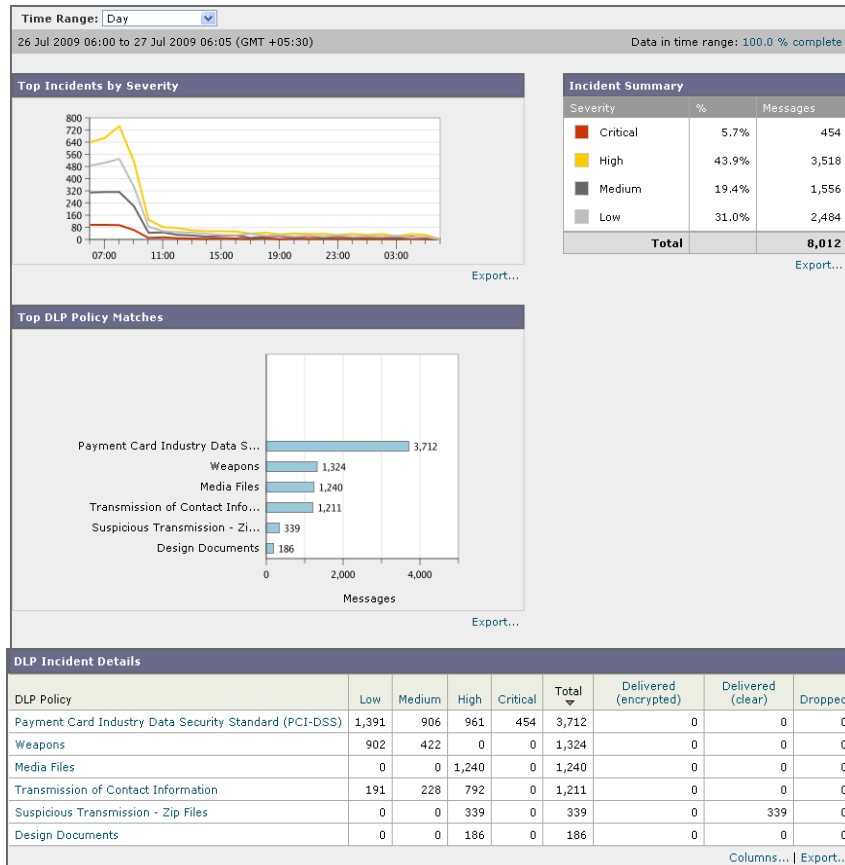 Time Range: Day
26 Jul 2009 06:00 to 27 Jul 2009 06:05 (GMT +05:30) Data in time range: 100.0 % complete
Top Incidents by Severity
800
720
640
560
480
400
320
240
160
80
0
07:00 11:00 15:00 19:00 23:00 03:00
Export...
Incident Summary
Severity % Messages
Critical 5.7% 454
High 43.9% 3,518
Medium 19.4% 1,556
Low 31.0% 2,484
Total 8,012
Export...
Top DLP Policy Matches
Payment Card Industry Data S... 3,712
Weapons 1,324
Media Files 1,240
Transmission of Contact Info... 1,211
Suspicious Transmission - Zi... 339
Design Documents 186
0 2,000 4,000
Messages
Export...
DLP Incident Details
DLP Policy Low Medium High Critical Total Delivered (encrypted) Delivered (clear) Dropped
Payment Card Industry Data Security Standard (PCI-DSS) 1,391 906 961 454 3,712 0 0 0
Weapons 902 422 0 0 1,324 0 0 0
Media Files 0 0 1,240 0 1,240 0 0 0
Transmission of Contact Information 191 228 792 0 1,211 0 0 0
Suspicious Transmission - Zip Files 0 0 339 0 339 0 339 0
Design Documents 0 0 186 0 186 0 0 0
Columns... | Export...